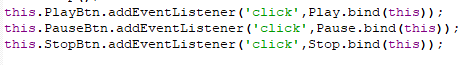 this.PlayBtn.addEventListener('click',Play.bind(this));
this.PauseBtn.addEventListener('click',Pause.bind(this));
this.StopBtn.addEventListener('click',Stop.bind(this));